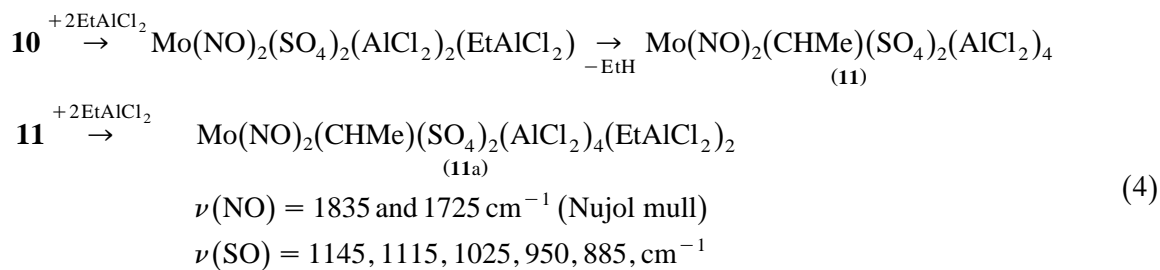 10 +2EtAlCl₂ → Mo(NO)₂(SO₄)₂(AlCl₂)₂(EtAlCl₂) → −EtH Mo(NO)₂(CHMe)(SO₄)₂(AlCl₂)₄
(11)
11 +2EtAlCl₂ → Mo(NO)₂(CHMe)(SO₄)₂(AlCl₂)₄(EtAlCl₂)₂
(11a)
ν(NO) = 1835 and 1725 cm⁻¹ (Nujol mull)
(4)
ν(SO) = 1145, 1115, 1025, 950, 885, cm⁻¹